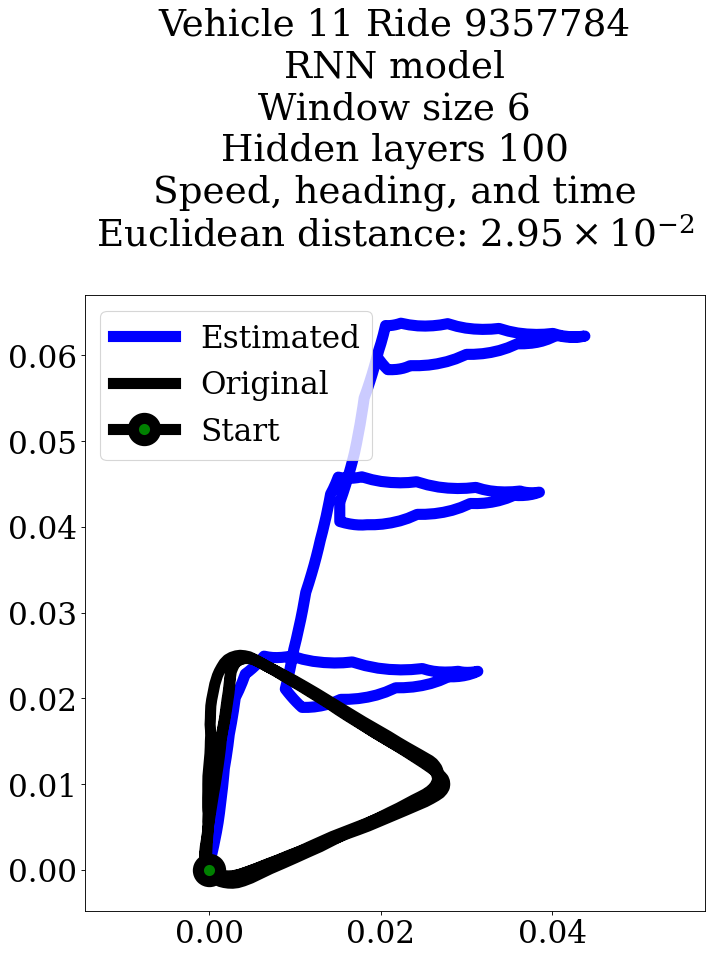 Vehicle 11 Ride 9357784
RNN model
Window size 6
Hidden layers 100
Speed, heading, and time
Euclidean distance: 2.95 × 10⁻²
Estimated
Original
Start
0.06
0.05
0.04
0.03
0.02
0.01
0.00
0.00 0.02 0.04